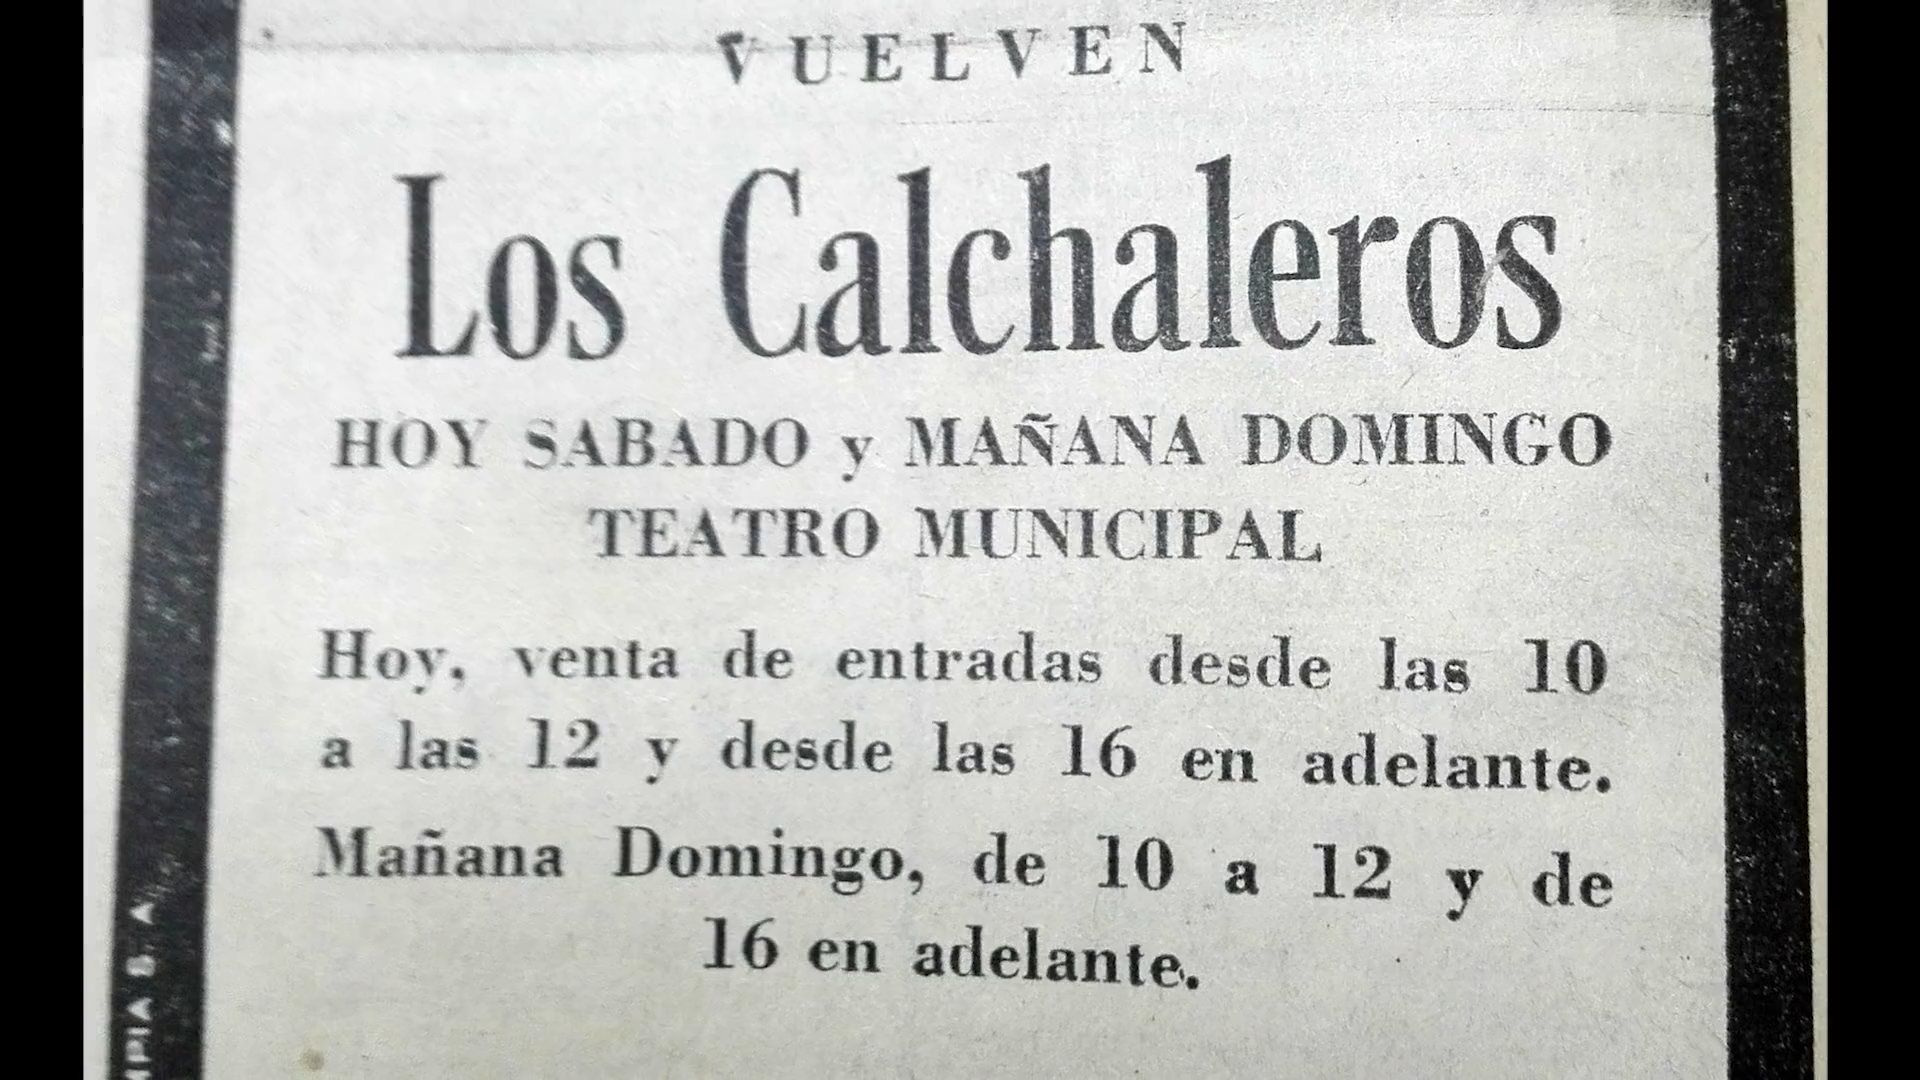 VUELVEN
Los Calchaleros
HOY SABADO y MAÑANA DOMINGO
TEATRO MUNICIPAL
Hoy, venta de entradas desde las 10
a las 12 y desde las 16 en adelante.
Mañana Domingo, de 10 a 12 y de
16 en adelante.
S. A.